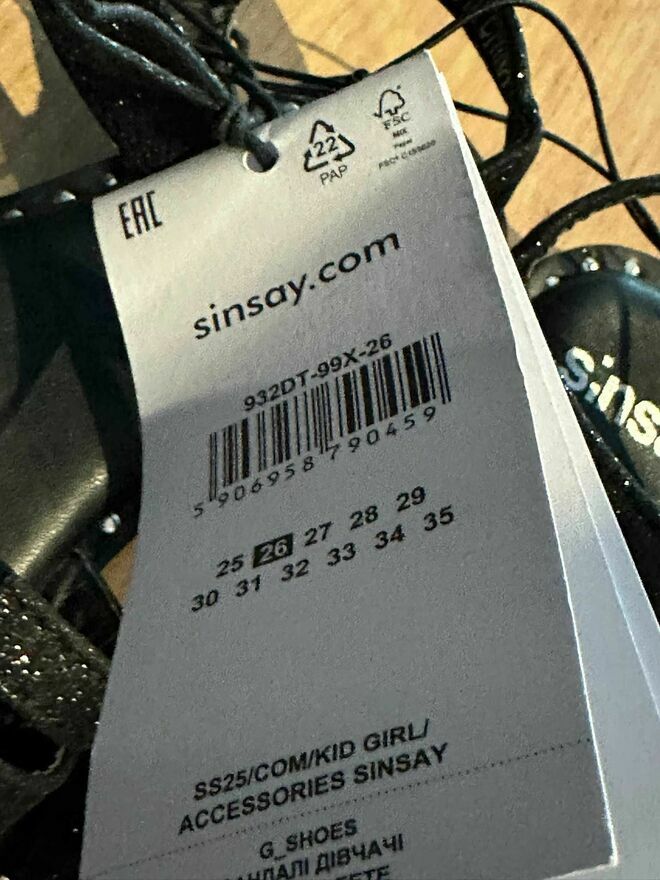 22
PAP
FSC
MIX
Paper
EAC
sinsay.com
932DT-99X-26
5 906958 790459
25 26 27 28 29
30 31 32 33 34 35
SS25/COM/KID GIRL/
ACCESSORIES SINSAY
G_SHOES
ДІВЧАЧІ